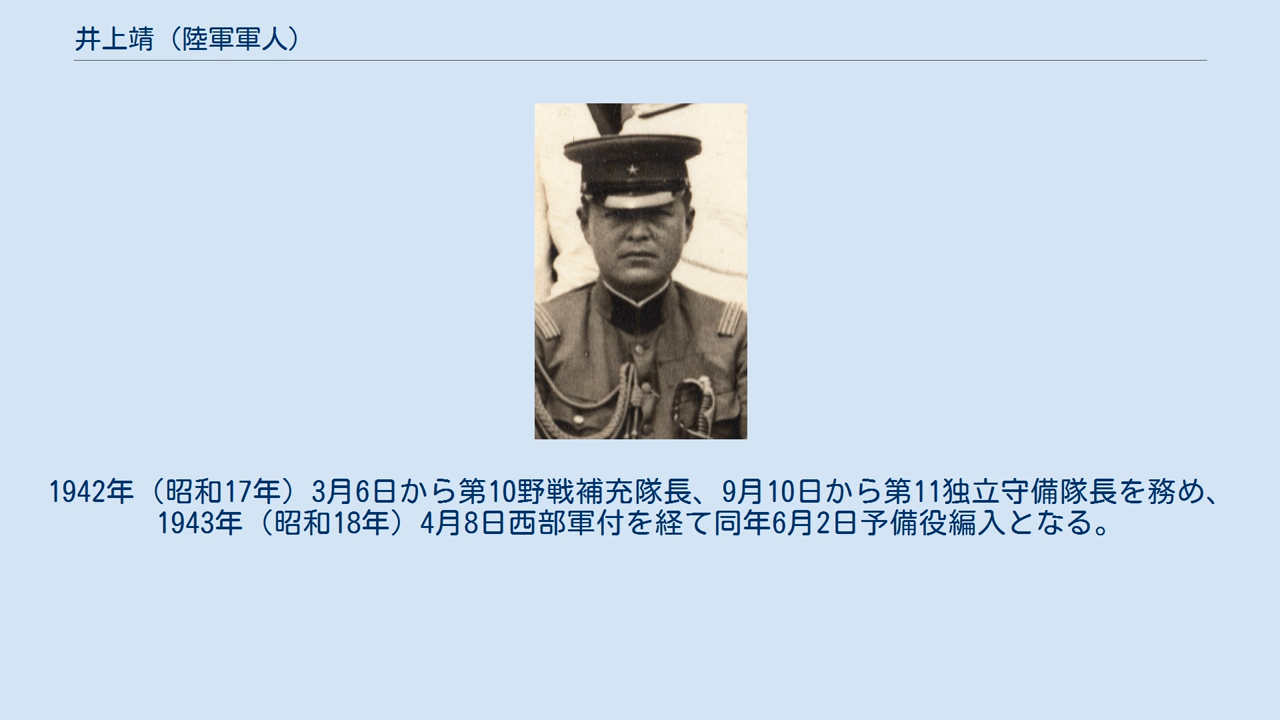 井上靖（陸軍軍人）
1942年（昭和17年）3月6日から第10野戦補充隊長、9月10日から第11独立守備隊長を務め、
1943年（昭和18年）4月8日西部軍付を経て同年6月2日予備役編入となる。